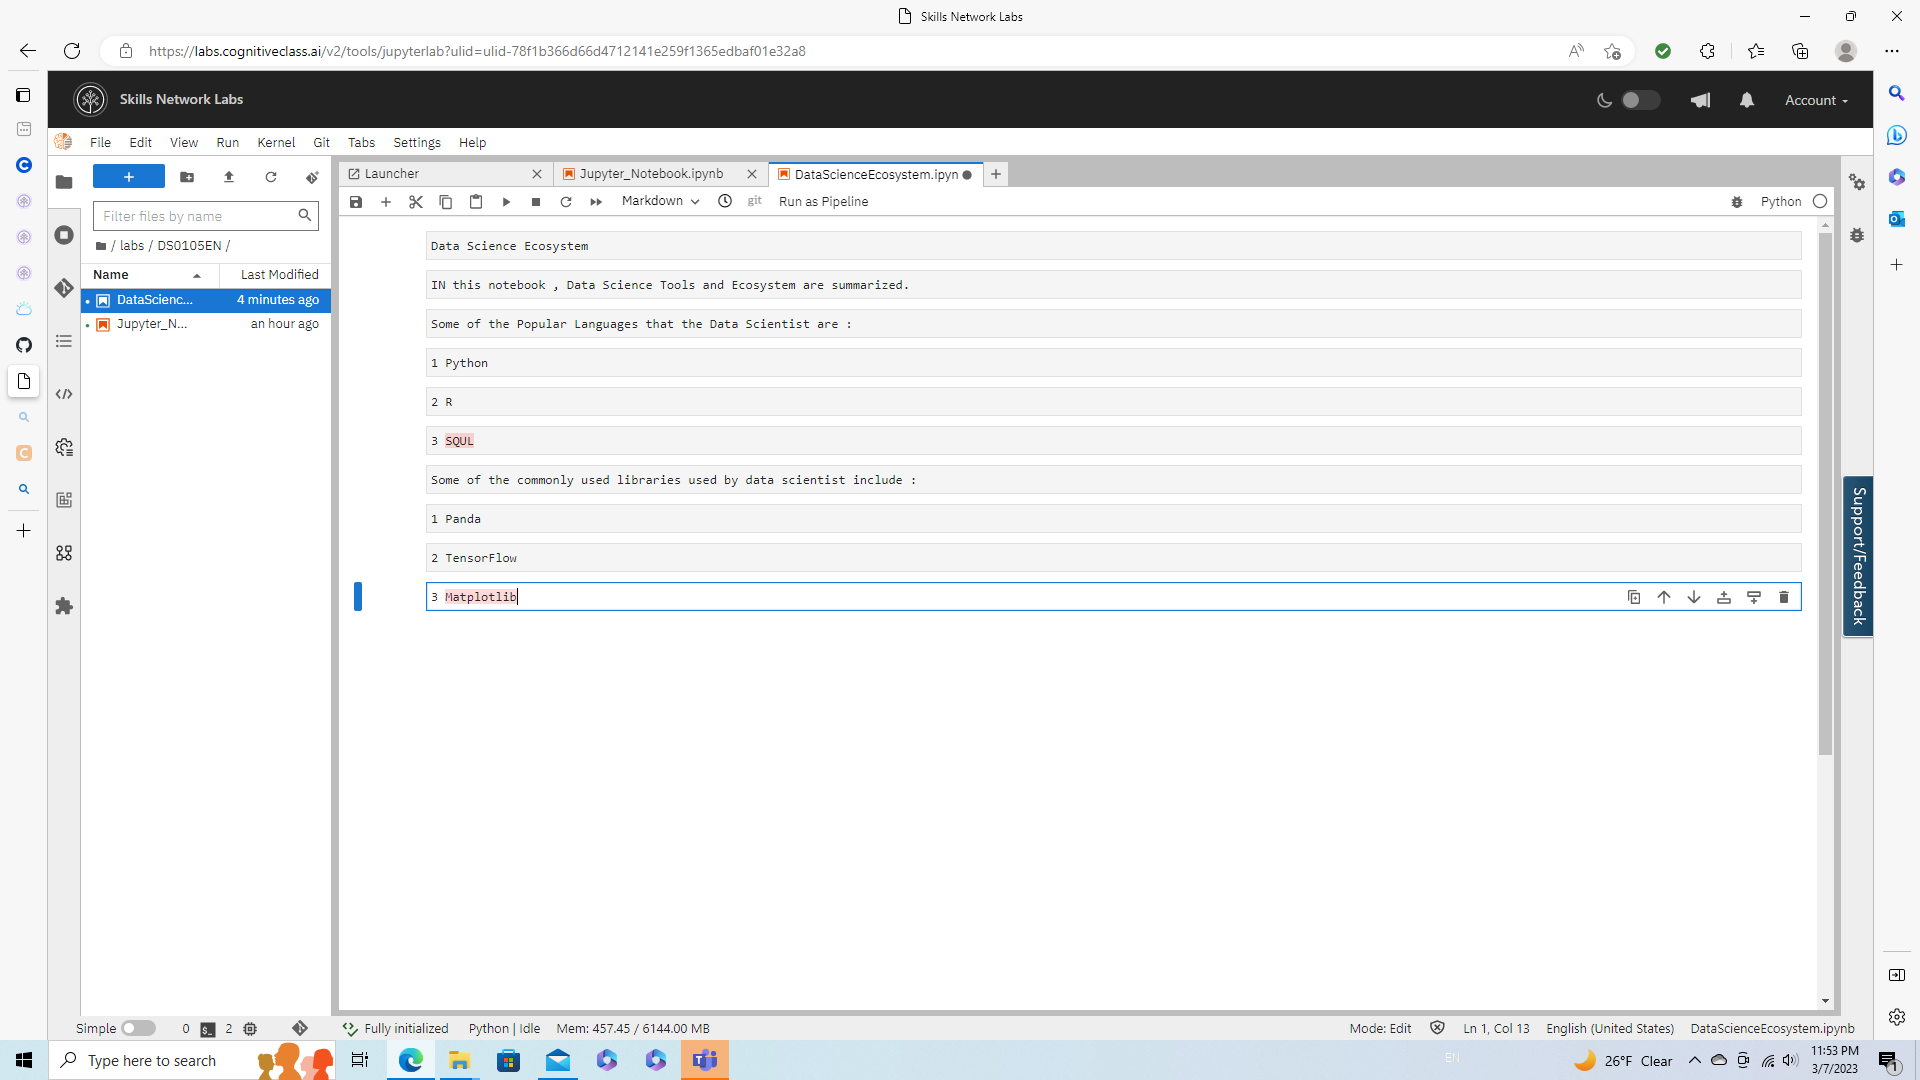 Skills Network Labs
https://labs.cognitiveclass.ai/v2/tools/jupyterlab?ulid=ulid-78f1b366d66d4712141e259f1365edbaf01e32a8
Skills Network Labs
Account
File Edit View Run Kernel Git Tabs Settings Help
Launcher
Jupyter_Notebook.ipynb
DataScienceEcosystem.ipyn
Markdown
git
Run as Pipeline
Python
Filter files by name
/ labs / DS0105EN /
Name Last Modified
DataScienc... 4 minutes ago
Jupyter_N... an hour ago
Data Science Ecosystem
IN this notebook , Data Science Tools and Ecosystem are summarized.
Some of the Popular Languages that the Data Scientist are :
1 Python
2 R
3 SQUL
Some of the commonly used libraries used by data scientist include :
1 Panda
2 TensorFlow
3 Matplotlib
Support/Feedback
Simple 0 2 Fully initialized Python | Idle Mem: 457.45 / 6144.00 MB Mode: Edit Ln 1, Col 13 English (United States) DataScienceEcosystem.ipynb
Type here to search
EN
26°F Clear
11:53 PM
3/7/2023
1